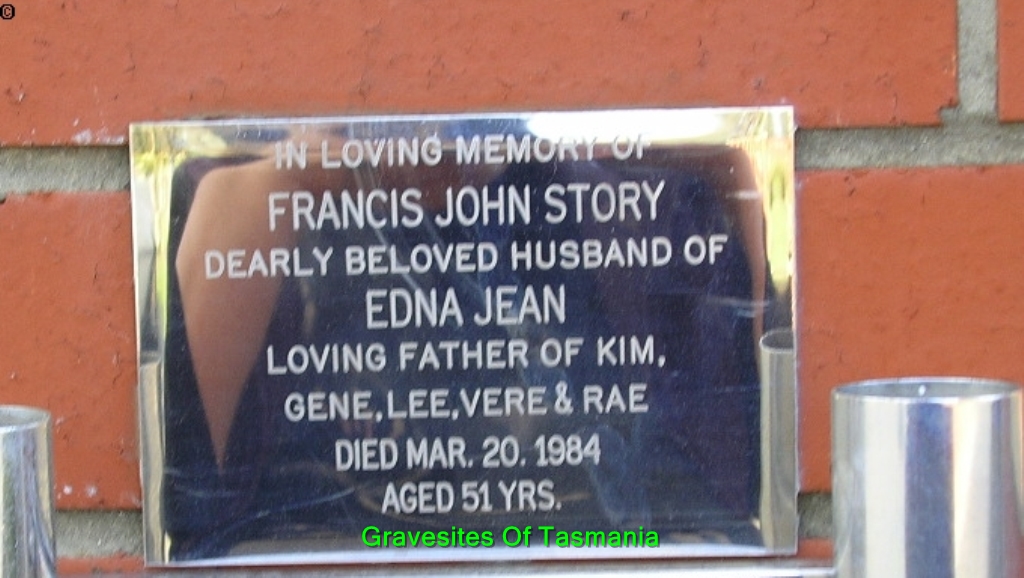 ©
IN LOVING MEMORY OF
FRANCIS JOHN STORY
DEARLY BELOVED HUSBAND OF
EDNA JEAN
LOVING FATHER OF KIM,
GENE, LEE, VERE & RAE
DIED MAR. 20. 1984
AGED 51 YRS.
Gravesites Of Tasmania